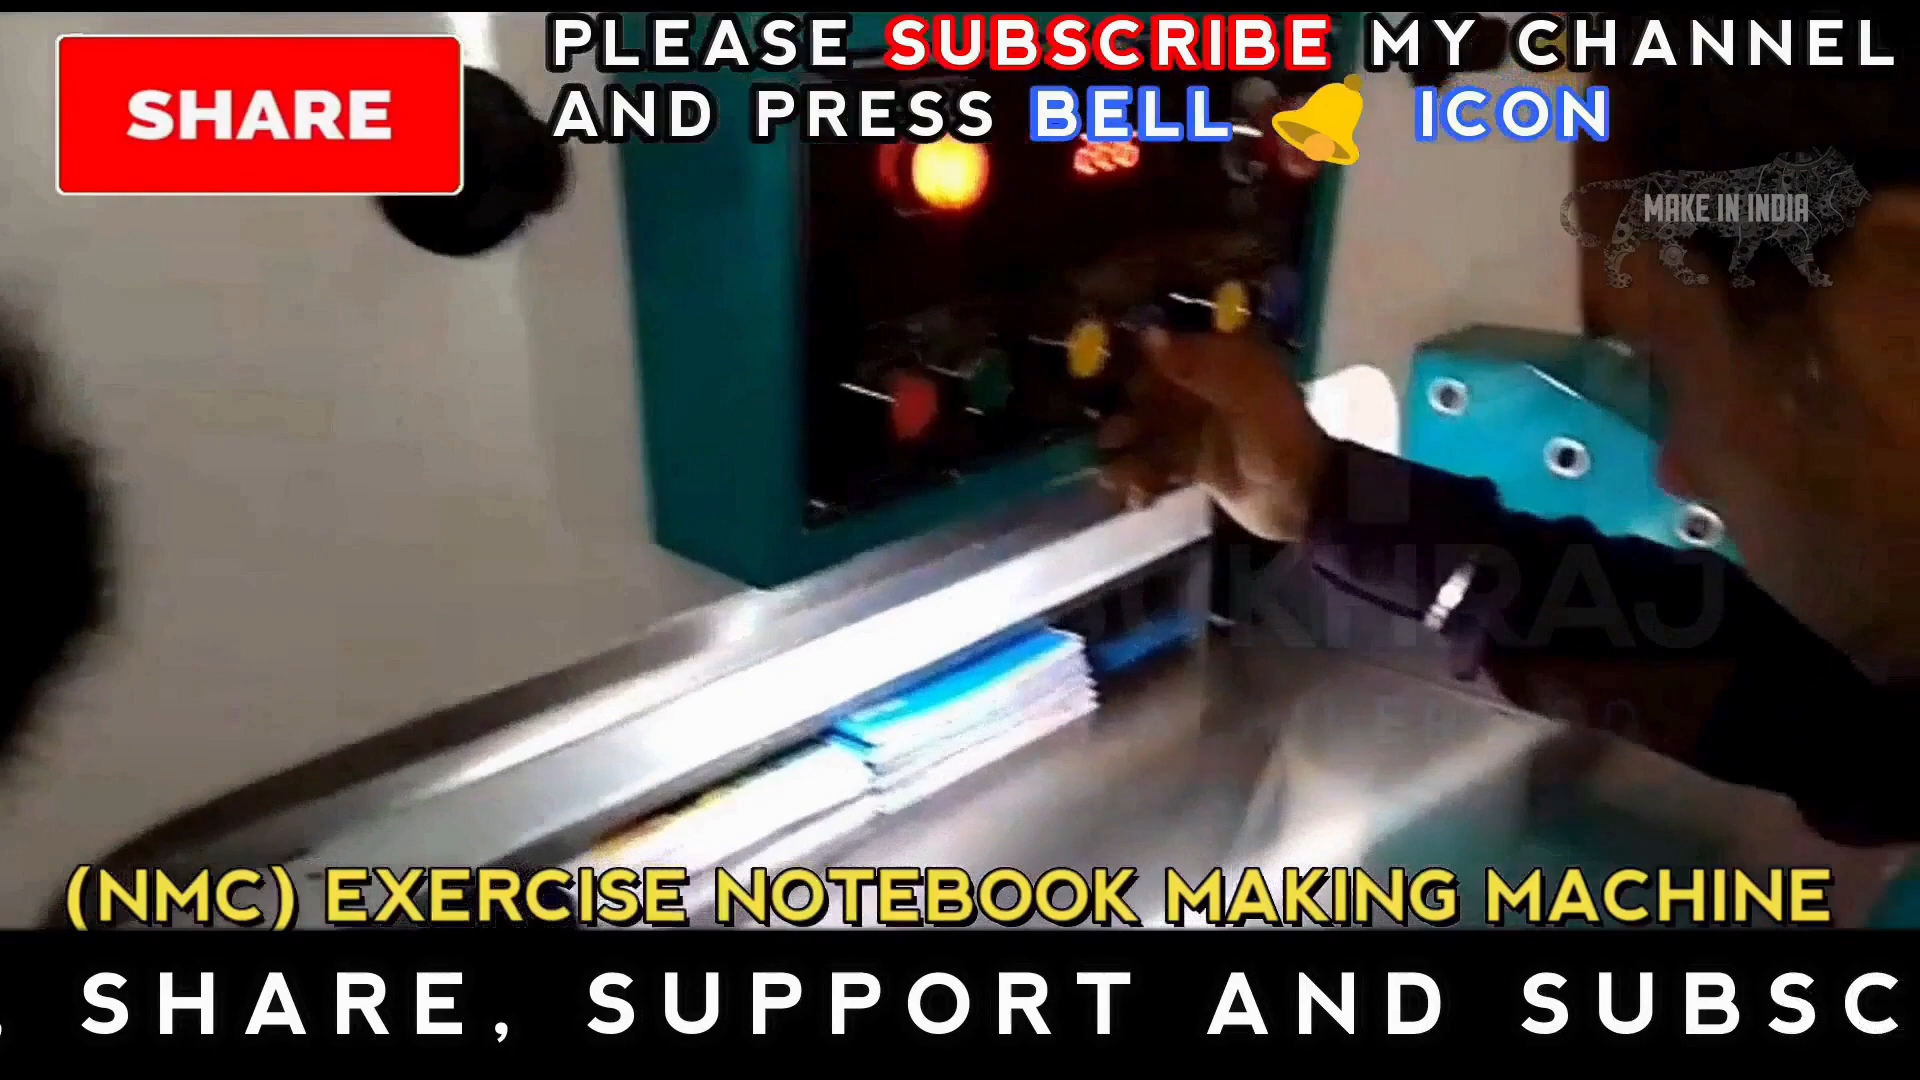 SHARE
PLEASE SUBSCRIBE MY CHANNEL
AND PRESS BELL 🔔 ICON
MAKE IN INDIA
(NMC) EXERCISE NOTEBOOK MAKING MACHINE
, SHARE, SUPPORT AND SUBSC